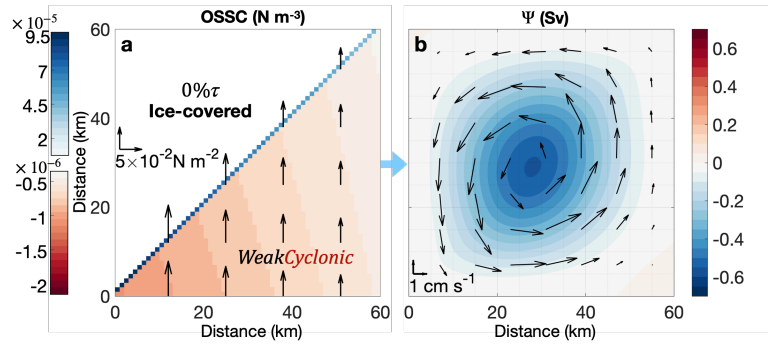 OSSC (N m⁻³)
Ψ (Sv)
× 10⁻⁵
9.5
7
4.5
2
× 10⁻⁶
-0.5
-1
-1.5
-2
Distance (km)
60
40
20
0
a
0%τ
Ice-covered
5×10⁻²N m⁻²
WeakCyclonic
0 20 40 60
Distance (km)
b
1 cm s⁻¹
0 20 40 60
Distance (km)
0.6
0.4
0.2
0
-0.2
-0.4
-0.6